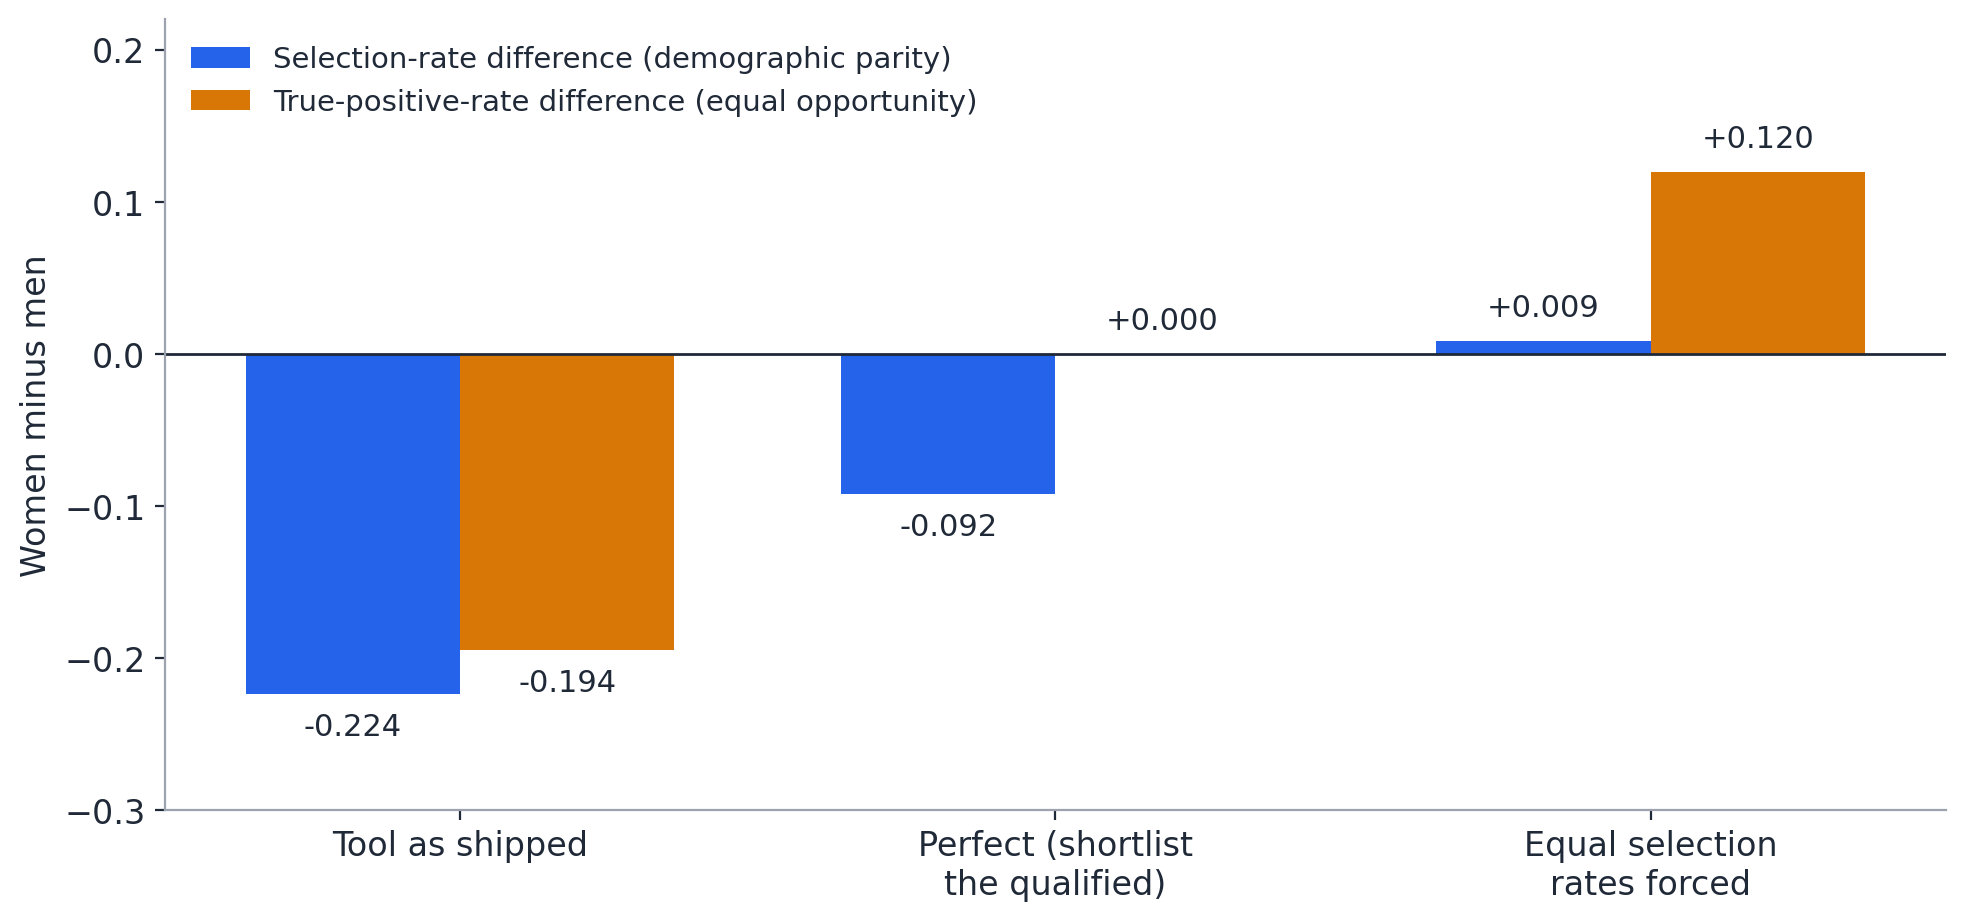 Selection-rate difference (demographic parity)
True-positive-rate difference (equal opportunity)
Women minus men
0.2
0.1
0.0
−0.1
−0.2
−0.3
-0.224
-0.194
-0.092
+0.000
+0.009
+0.120
Tool as shipped
Perfect (shortlist
the qualified)
Equal selection
rates forced